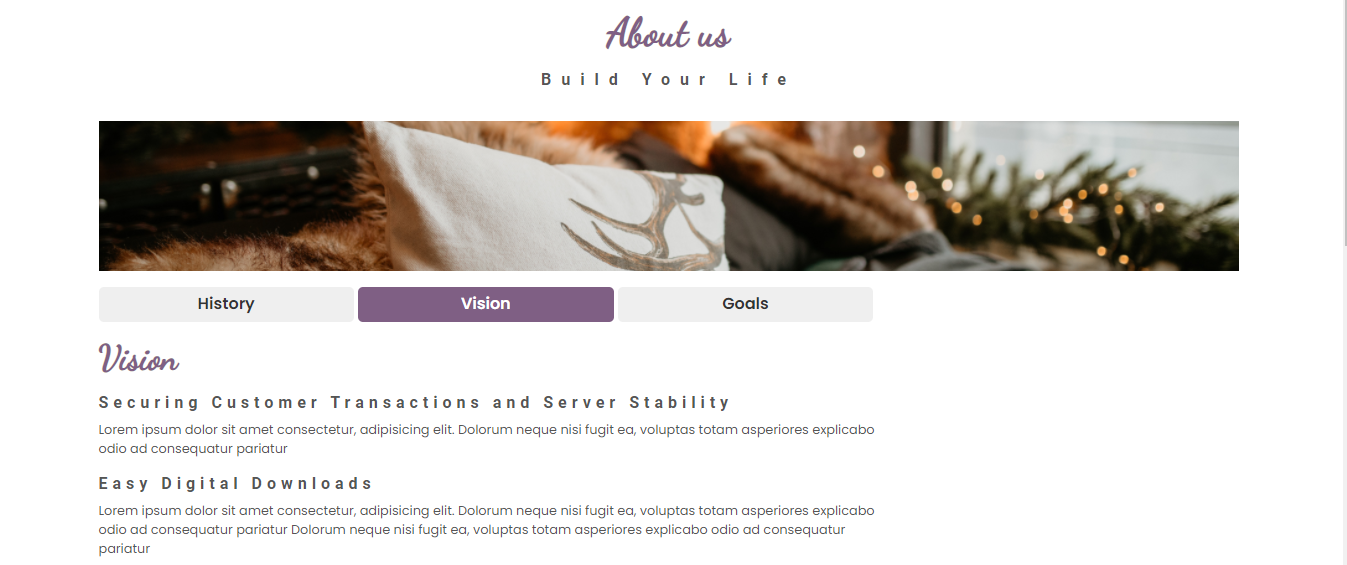 About us
Build Your Life
History
Vision
Goals
Vision
Securing Customer Transactions and Server Stability
Lorem ipsum dolor sit amet consectetur, adipisicing elit. Dolorum neque nisi fugit ea, voluptas totam asperiores explicabo
odio ad consequatur pariatur
Easy Digital Downloads
Lorem ipsum dolor sit amet consectetur, adipisicing elit. Dolorum neque nisi fugit ea, voluptas totam asperiores explicabo
odio ad consequatur pariatur Dolorum neque nisi fugit ea, voluptas totam asperiores explicabo odio ad consequatur
pariatur